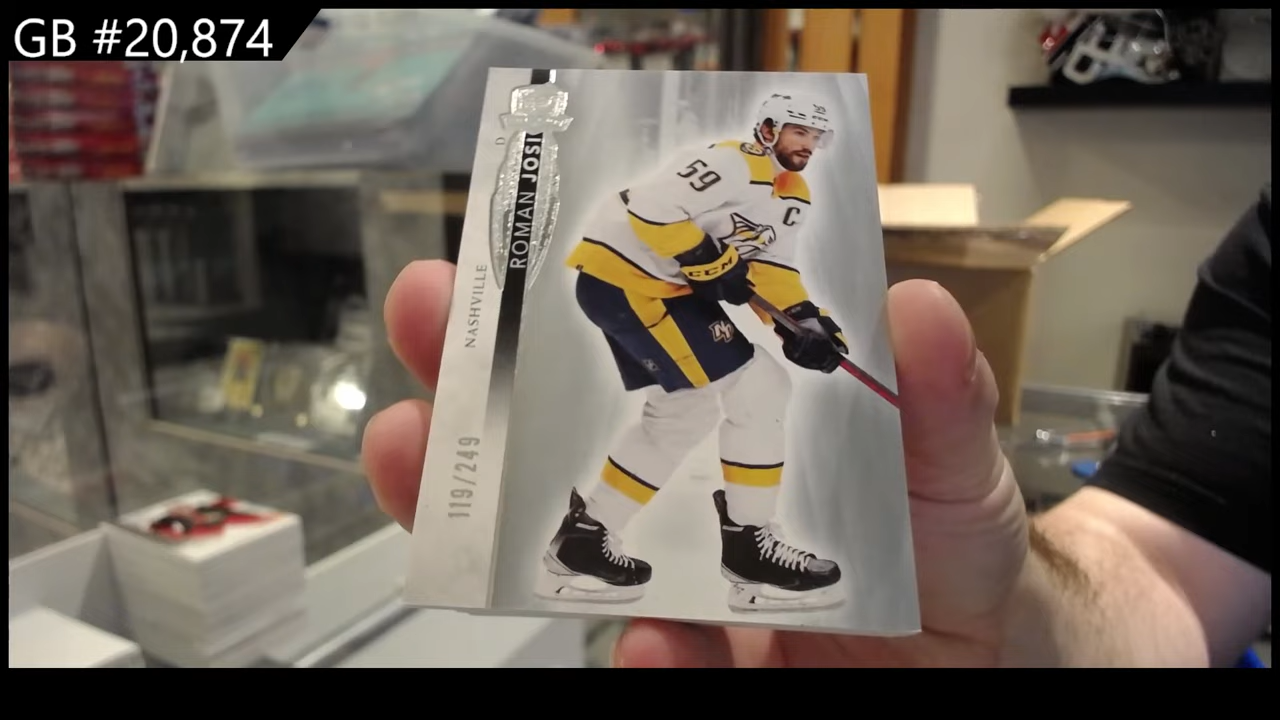 GB #20,874
D
ROMAN JOSI
NASHVILLE
119/249
59
C
CCM